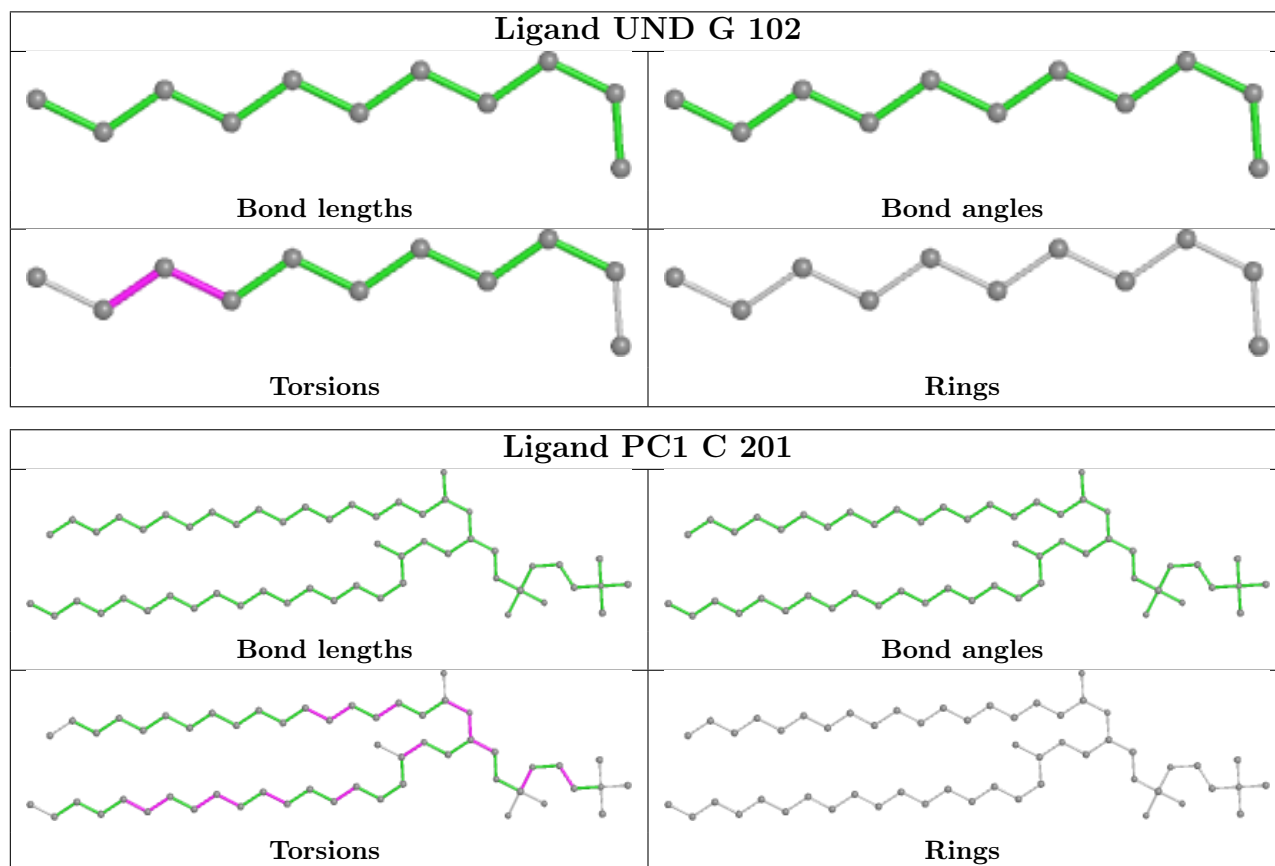 Ligand UND G 102
Bond lengths
Bond angles
Torsions
Rings
Ligand PC1 C 201
Bond lengths
Bond angles
Torsions
Rings